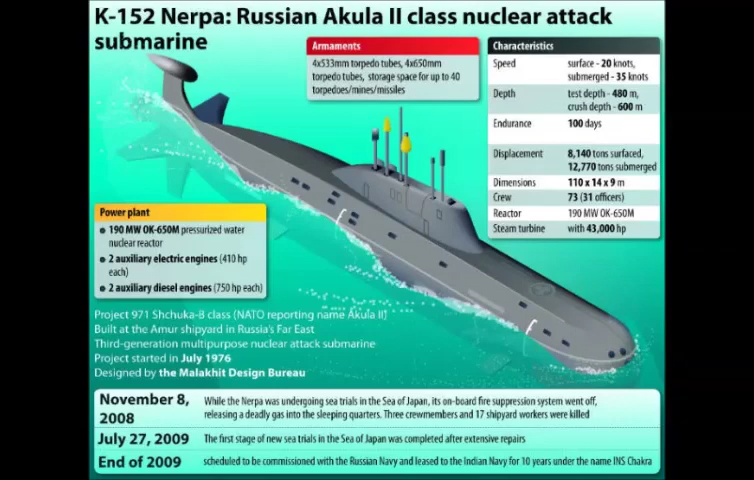 K-152 Nerpa: Russian Akula II class nuclear attack
submarine
Armaments
4x533mm torpedo tubes, 4x650mm
torpedo tubes, storage space for up to 40
torpedoes/mines/missiles
Characteristics
Speed surface - 20 knots,
submerged - 35 knots
Depth test depth - 480 m,
crush depth - 600 m
Endurance 100 days
Displacement 8,140 tons surfaced,
12,770 tons submerged
Dimensions 110 x 14 x 9 m
Crew 73 (31 officers)
Reactor 190 MW OK-650M
Steam turbine with 43,000 hp
Power plant
● 190 MW OK-650M pressurized water
nuclear reactor
● 2 auxiliary electric engines (410 hp
each)
● 2 auxiliary diesel engines (750 hp each)
Project 971 Shchuka-B class (NATO reporting name Akula II)
Built at the Amur shipyard in Russia's Far East
Third-generation multipurpose nuclear attack submarine
Project started in July 1976
Designed by the Malakhit Design Bureau
November 8,
2008
While the Nerpa was undergoing sea trials in the Sea of Japan, its on-board fire suppression system went off,
releasing a deadly gas into the sleeping quarters. Three crewmembers and 17 shipyard workers were killed
July 27, 2009 The first stage of new sea trials in the Sea of Japan was completed after extensive repairs
End of 2009 scheduled to be commissioned with the Russian Navy and leased to the Indian Navy for 10 years under the name INS Chakra